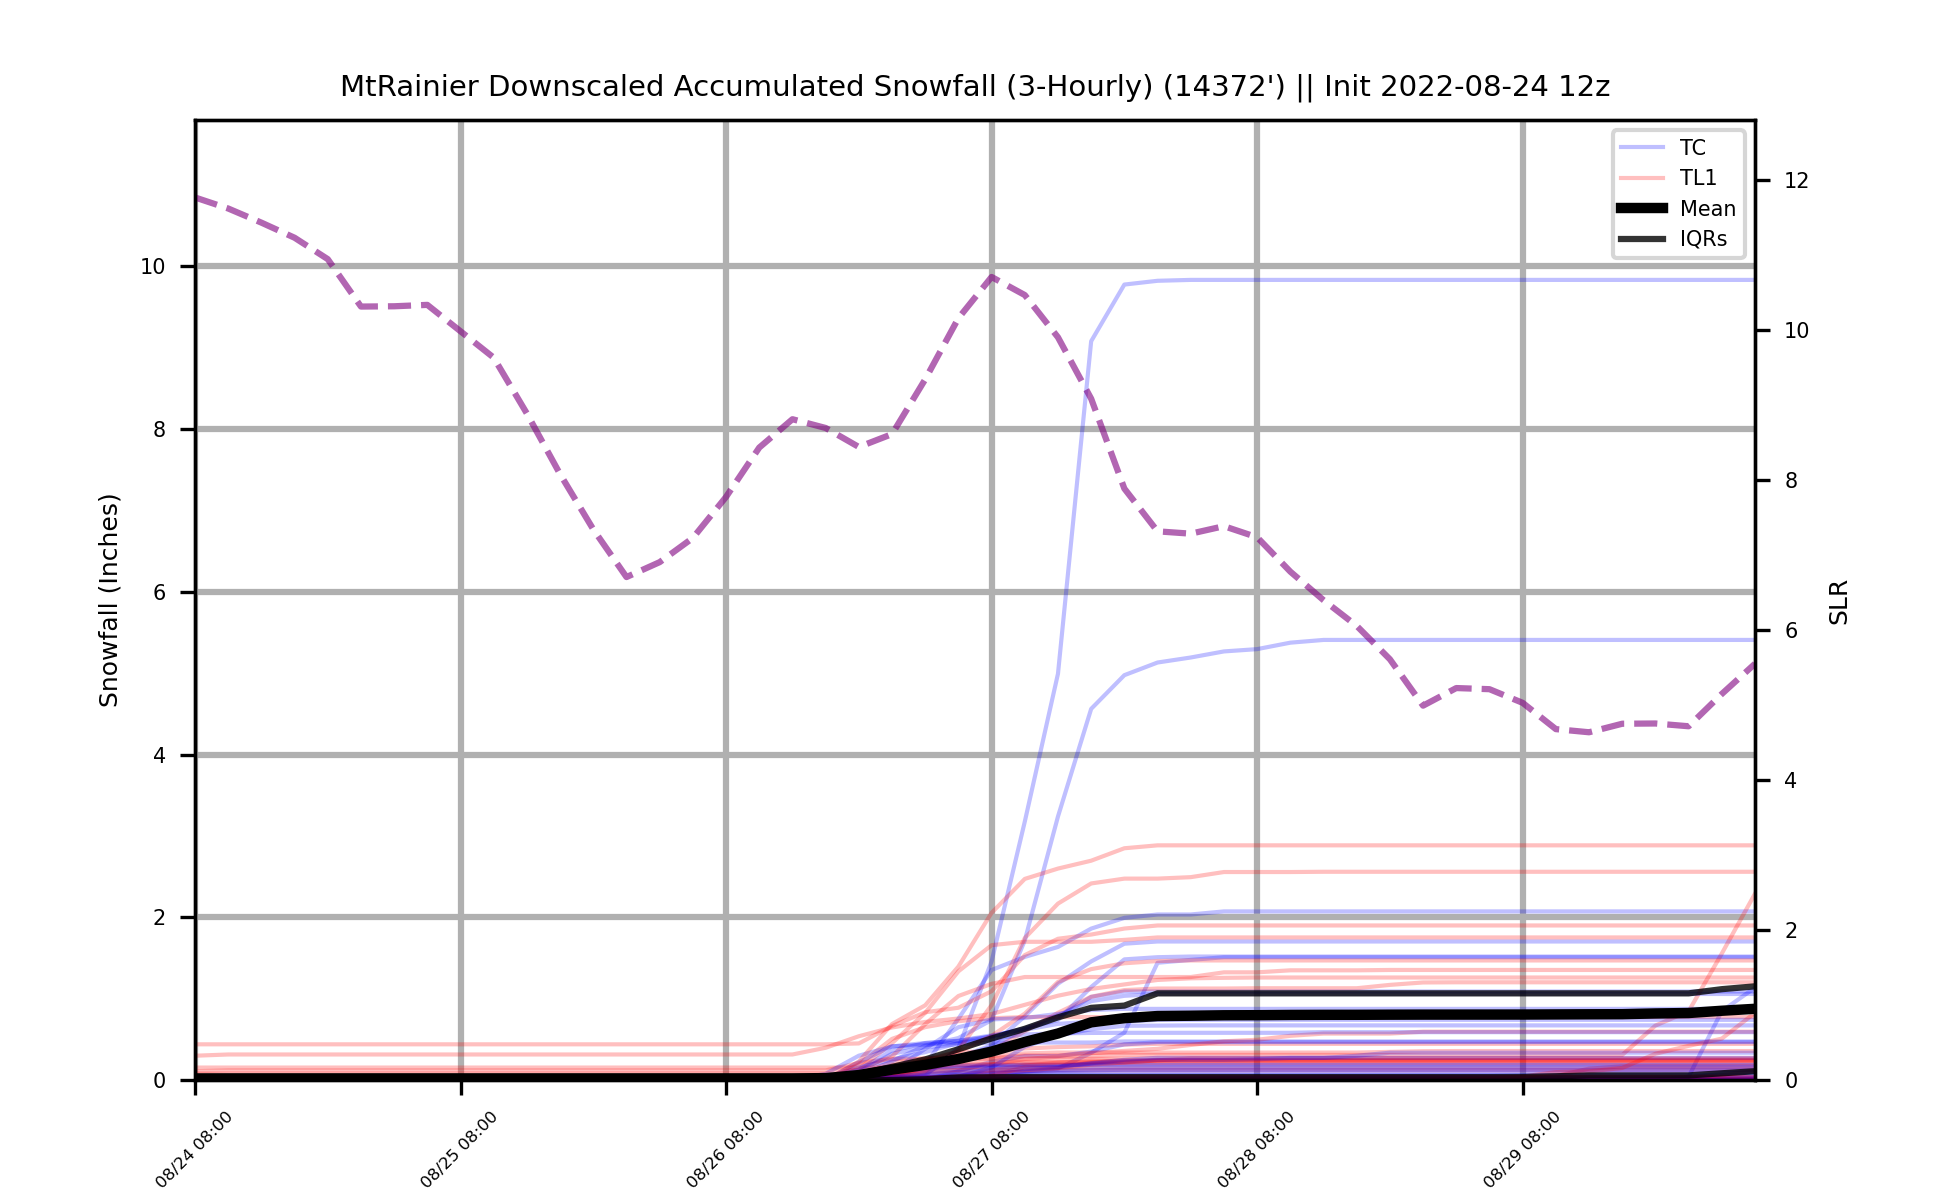 MtRainier Downscaled Accumulated Snowfall (3-Hourly) (14372') || Init 2022-08-24 12z
TC
TL1
Mean
IQRs
Snowfall (Inches)
10
8
6
4
2
0
SLR
12
10
8
6
4
2
0
08/24 08:00
08/25 08:00
08/26 08:00
08/27 08:00
08/28 08:00
08/29 08:00